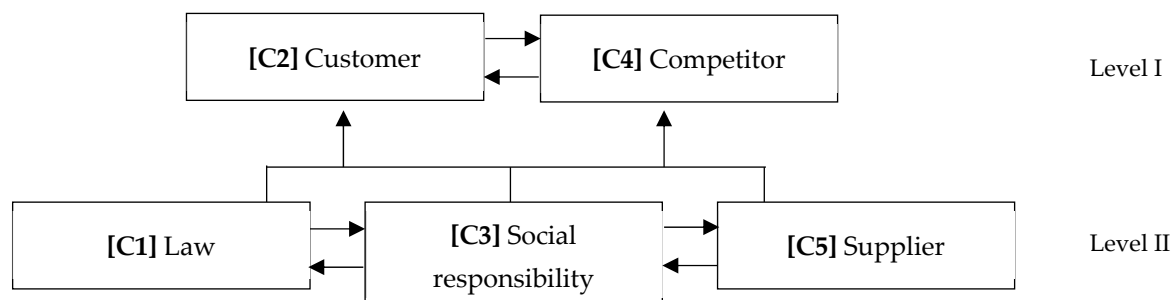 [C2] Customer
[C4] Competitor
Level I
[C1] Law
[C3] Social
responsibility
[C5] Supplier
Level II